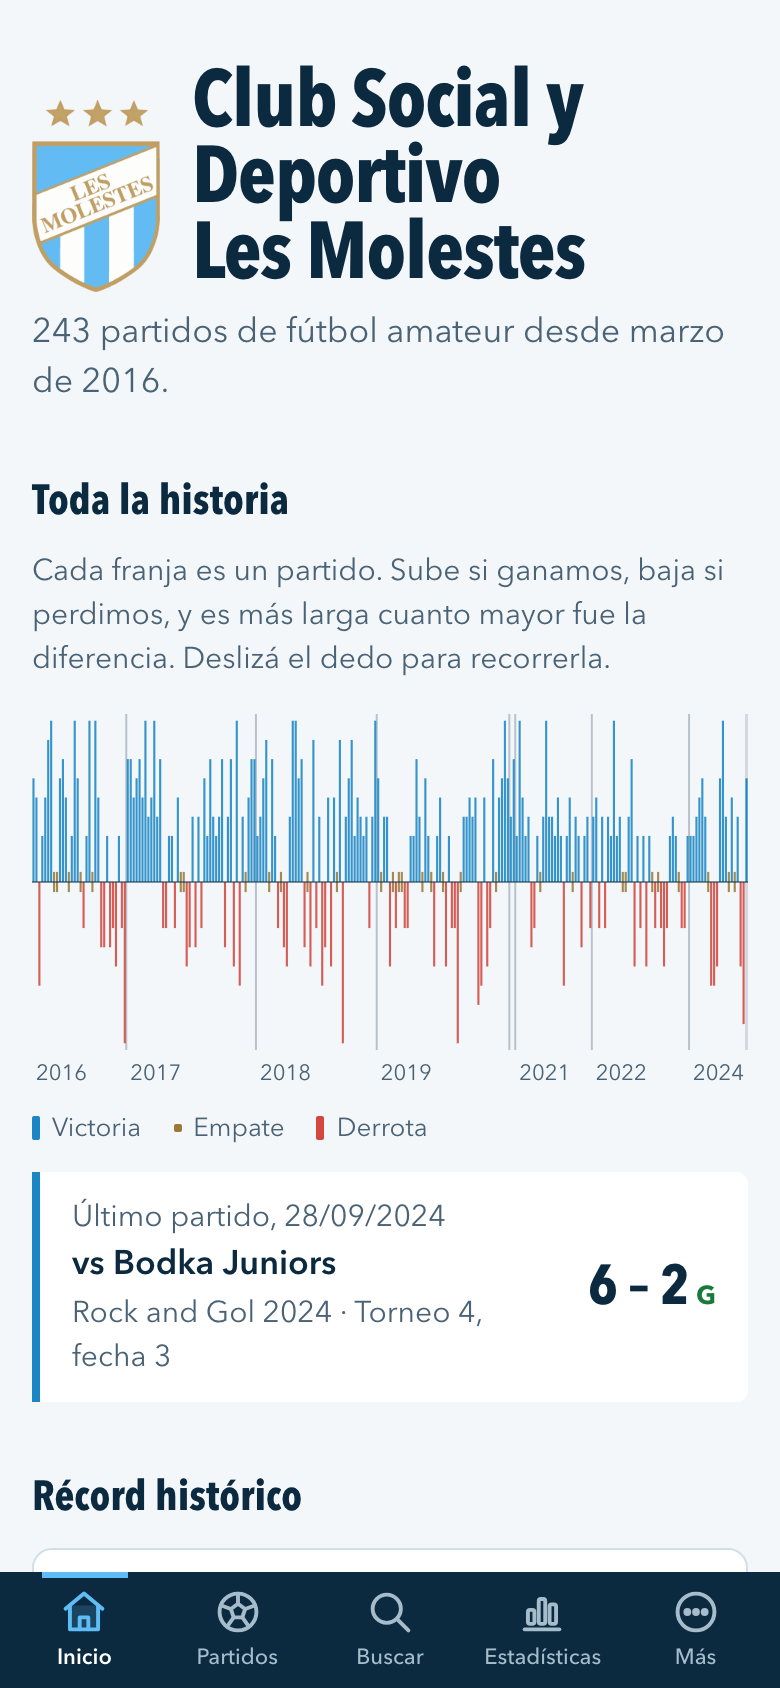 LES
MOLESTES
Club Social y
Deportivo
Les Molestes
243 partidos de fútbol amateur desde marzo
de 2016.
Toda la historia
Cada franja es un partido. Sube si ganamos, baja si
perdimos, y es más larga cuanto mayor fue la
diferencia. Deslizá el dedo para recorrerla.
2016 2017 2018 2019 2021 2022 2024
Victoria Empate Derrota
Último partido, 28/09/2024
vs Bodka Juniors
6 – 2 G
Rock and Gol 2024 · Torneo 4,
fecha 3
Récord histórico
Inicio Partidos Buscar Estadísticas Más